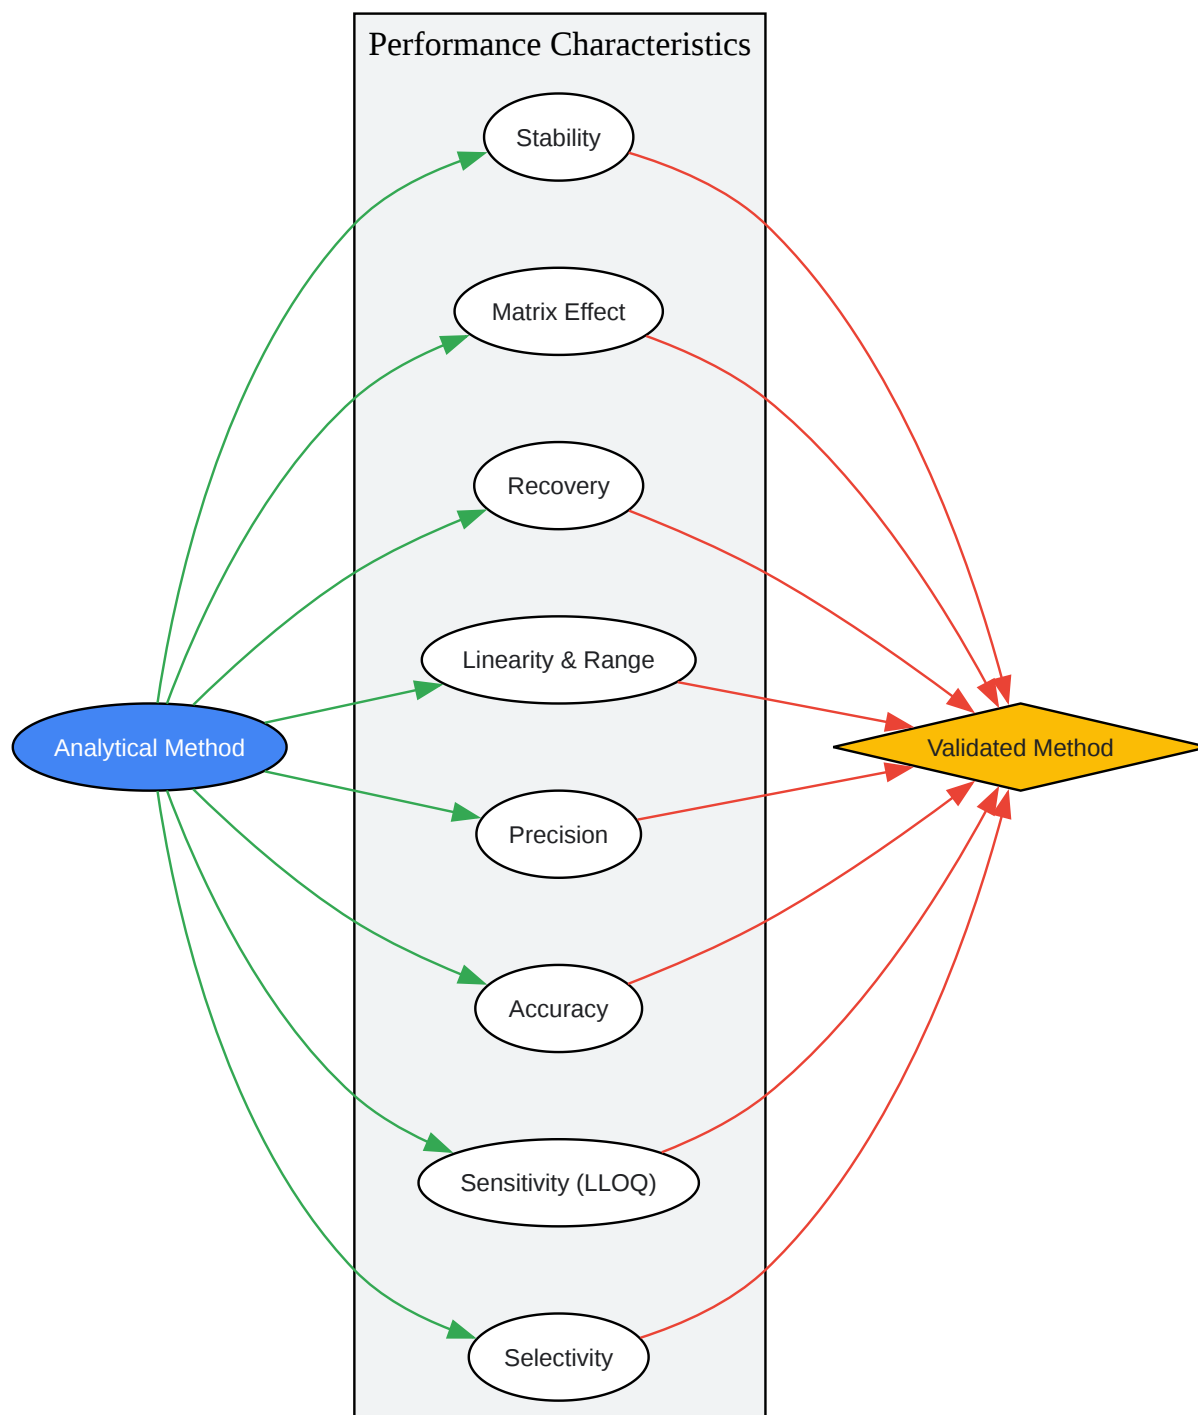 Performance Characteristics
Stability
Matrix Effect
Recovery
Linearity & Range
Analytical Method
Validated Method
Precision
Accuracy
Sensitivity (LLOQ)
Selectivity